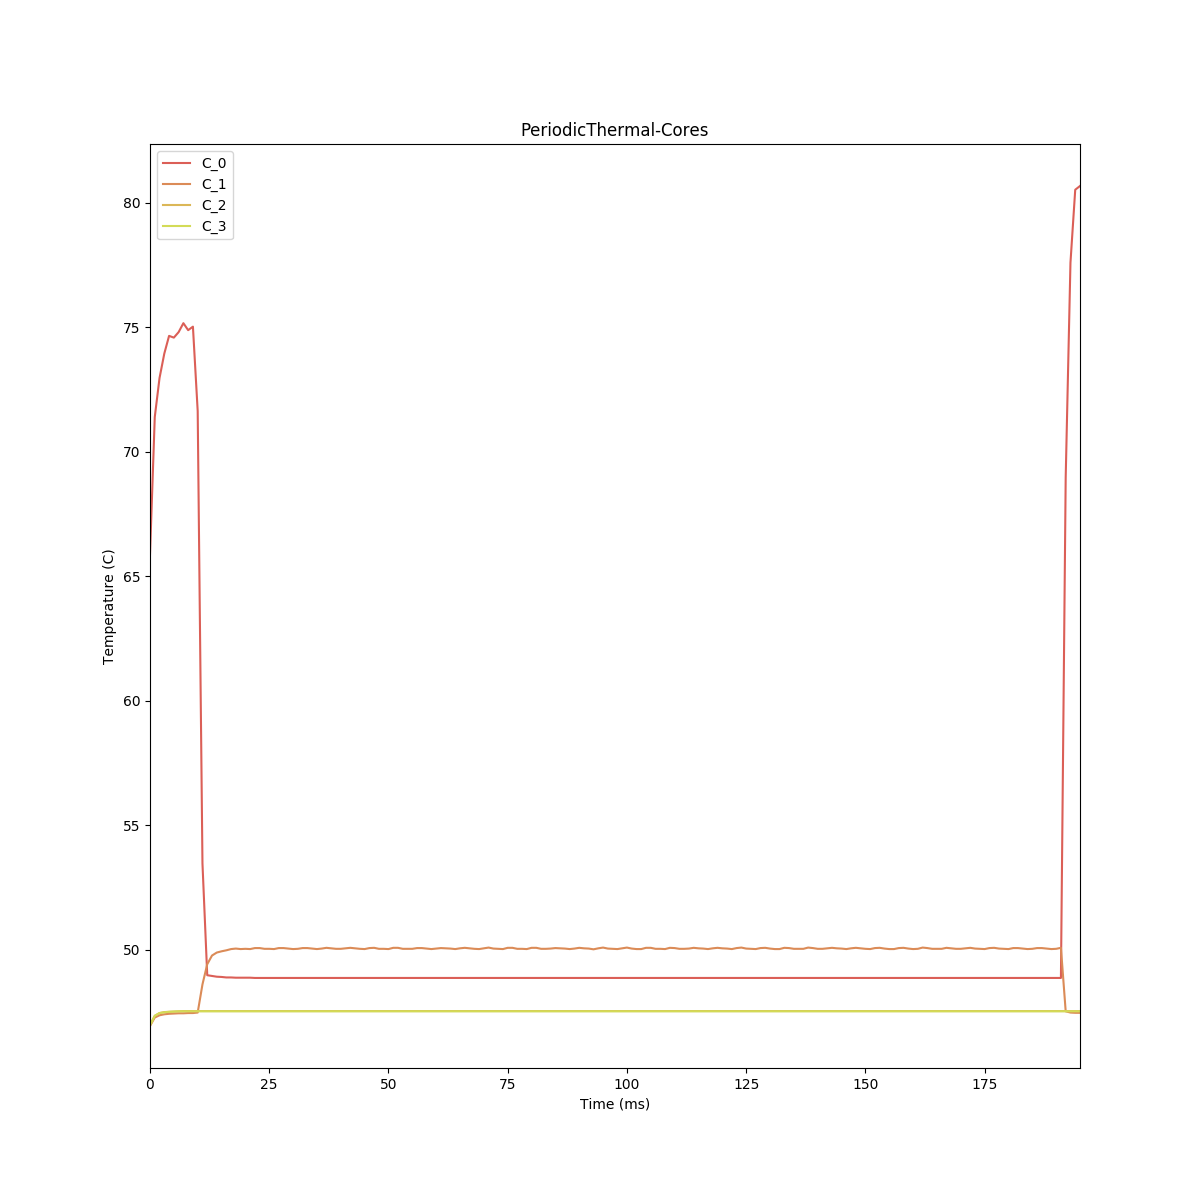 PeriodicThermal-Cores
C_0
C_1
C_2
C_3
80
75
70
65
60
55
50
Temperature (C)
0 25 50 75 100 125 150 175
Time (ms)